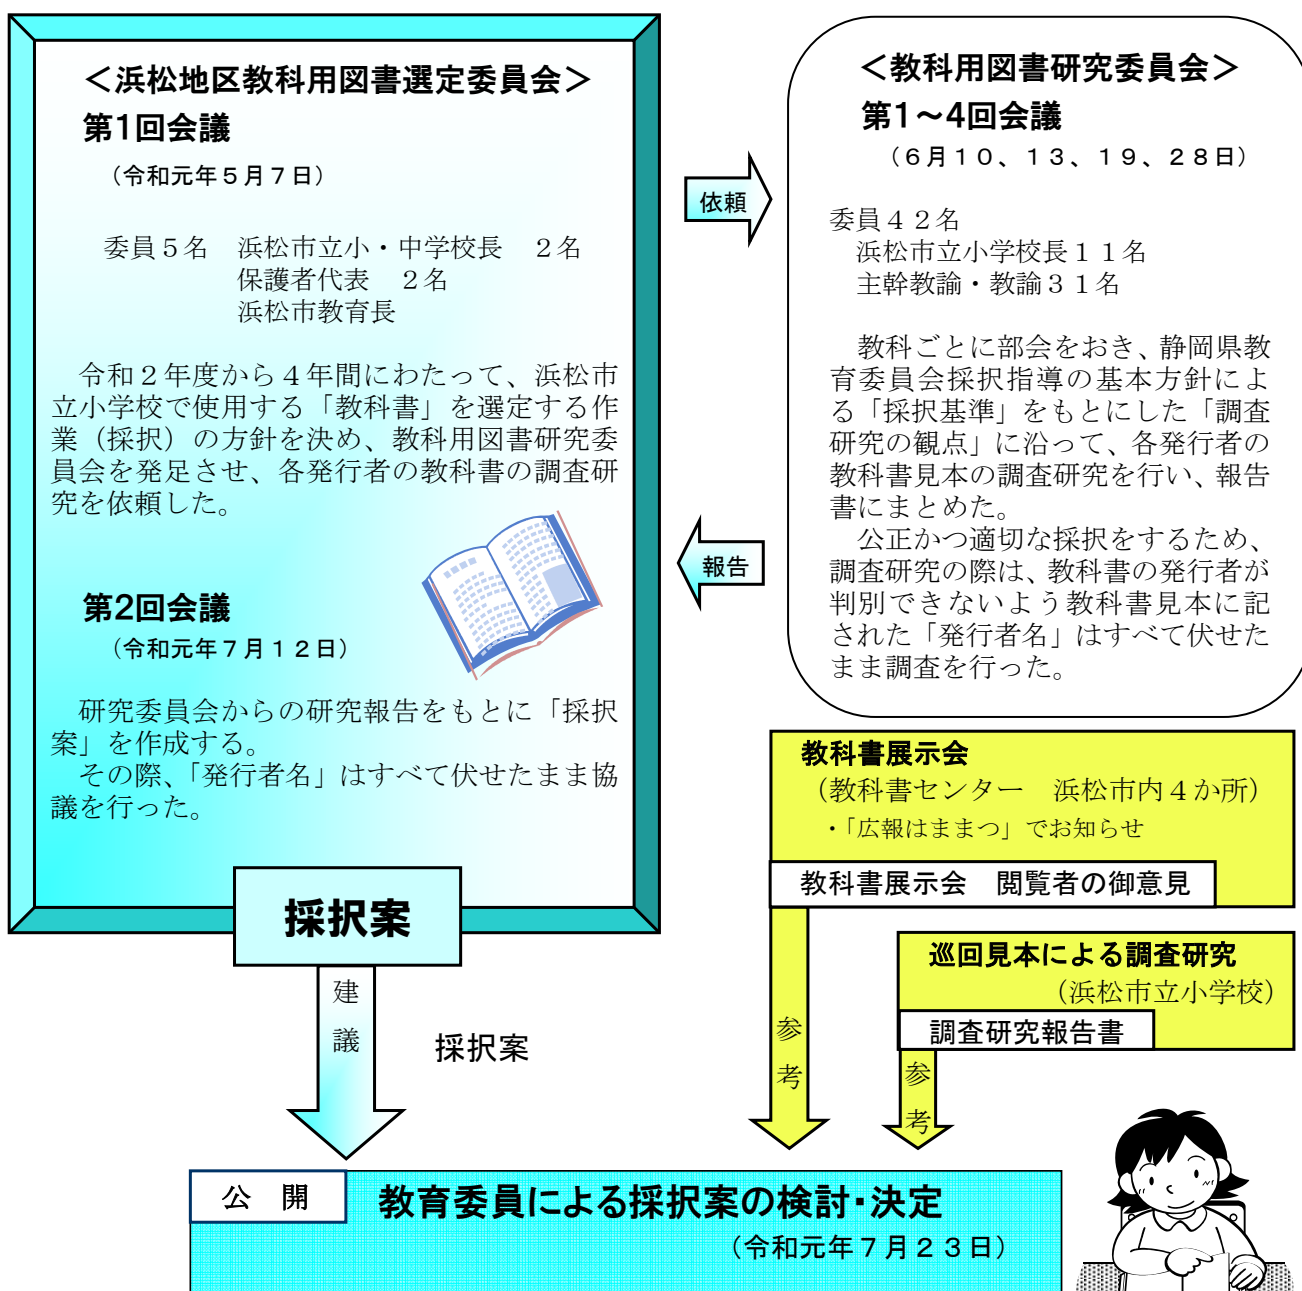 ＜浜松地区教科用図書選定委員会＞
第1回会議
（令和元年５月７日）
委員５名　浜松市立小・中学校長　２名
保護者代表　２名
浜松市教育長
令和２年度から４年間にわたって、浜松市
立小学校で使用する「教科書」を選定する作
業（採択）の方針を決め、教科用図書研究委
員会を発足させ、各発行者の教科書の調査研
究を依頼した。
第2回会議
（令和元年７月１２日）
研究委員会からの研究報告をもとに「採択
案」を作成する。
その際、「発行者名」はすべて伏せたまま協
議を行った。
採択案
依頼
報告
＜教科用図書研究委員会＞
第1～4回会議
（６月１０、１３、１９、２８日）
委員４２名
浜松市立小学校長１１名
主幹教諭・教諭３１名
教科ごとに部会をおき、静岡県教
育委員会採択指導の基本方針によ
る「採択基準」をもとにした「調査
研究の観点」に沿って、各発行者の
教科書見本の調査研究を行い、報告
書にまとめた。
公正かつ適切な採択をするため、
調査研究の際は、教科書の発行者が
判別できないよう教科書見本に記
された「発行者名」はすべて伏せた
まま調査を行った。
教科書展示会
（教科書センター　浜松市内４か所）
・「広報はままつ」でお知らせ
教科書展示会　閲覧者の御意見
巡回見本による調査研究
（浜松市立小学校）
調査研究報告書
建議
採択案
参考
参考
公　開
教育委員による採択案の検討・決定
（令和元年７月２３日）